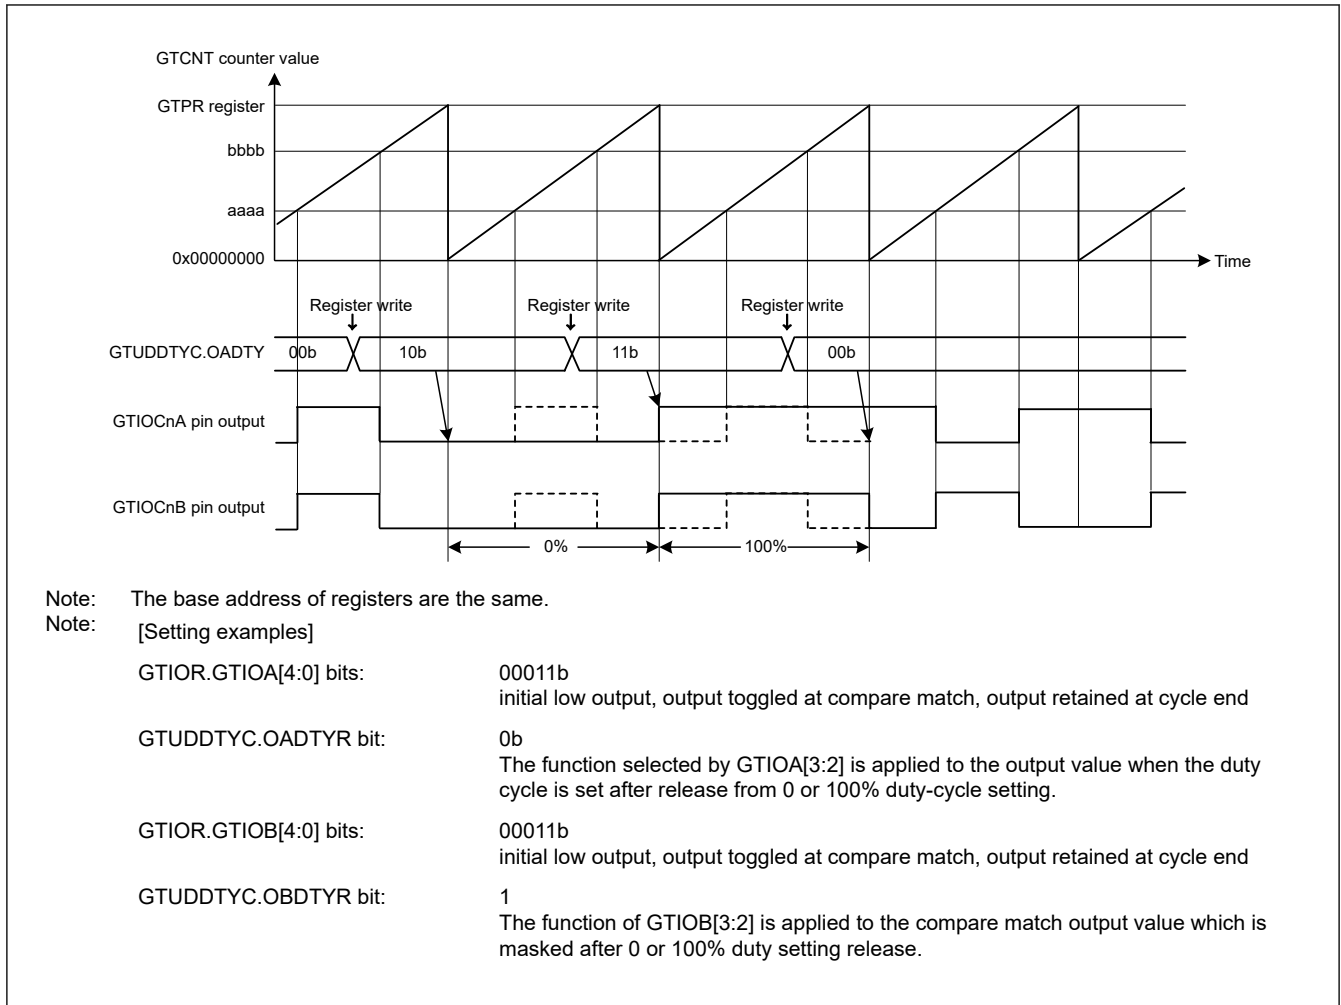 GTCNT counter value
GTPR register
bbbb
aaaa
0x00000000
Time
Register write Register write Register write
GTUDDTYC.OADTY 00b 10b 11b 00b
GTIOCnA pin output
GTIOCnB pin output
0% 100%
Note: The base address of registers are the same.
Note: [Setting examples]
GTIOR.GTIOA[4:0] bits: 00011b
initial low output, output toggled at compare match, output retained at cycle end
GTUDDTYC.OADTYR bit: 0b
The function selected by GTIOA[3:2] is applied to the output value when the duty
cycle is set after release from 0 or 100% duty-cycle setting.
GTIOR.GTIOB[4:0] bits: 00011b
initial low output, output toggled at compare match, output retained at cycle end
GTUDDTYC.OBDTYR bit: 1
The function of GTIOB[3:2] is applied to the compare match output value which is
masked after 0 or 100% duty setting release.